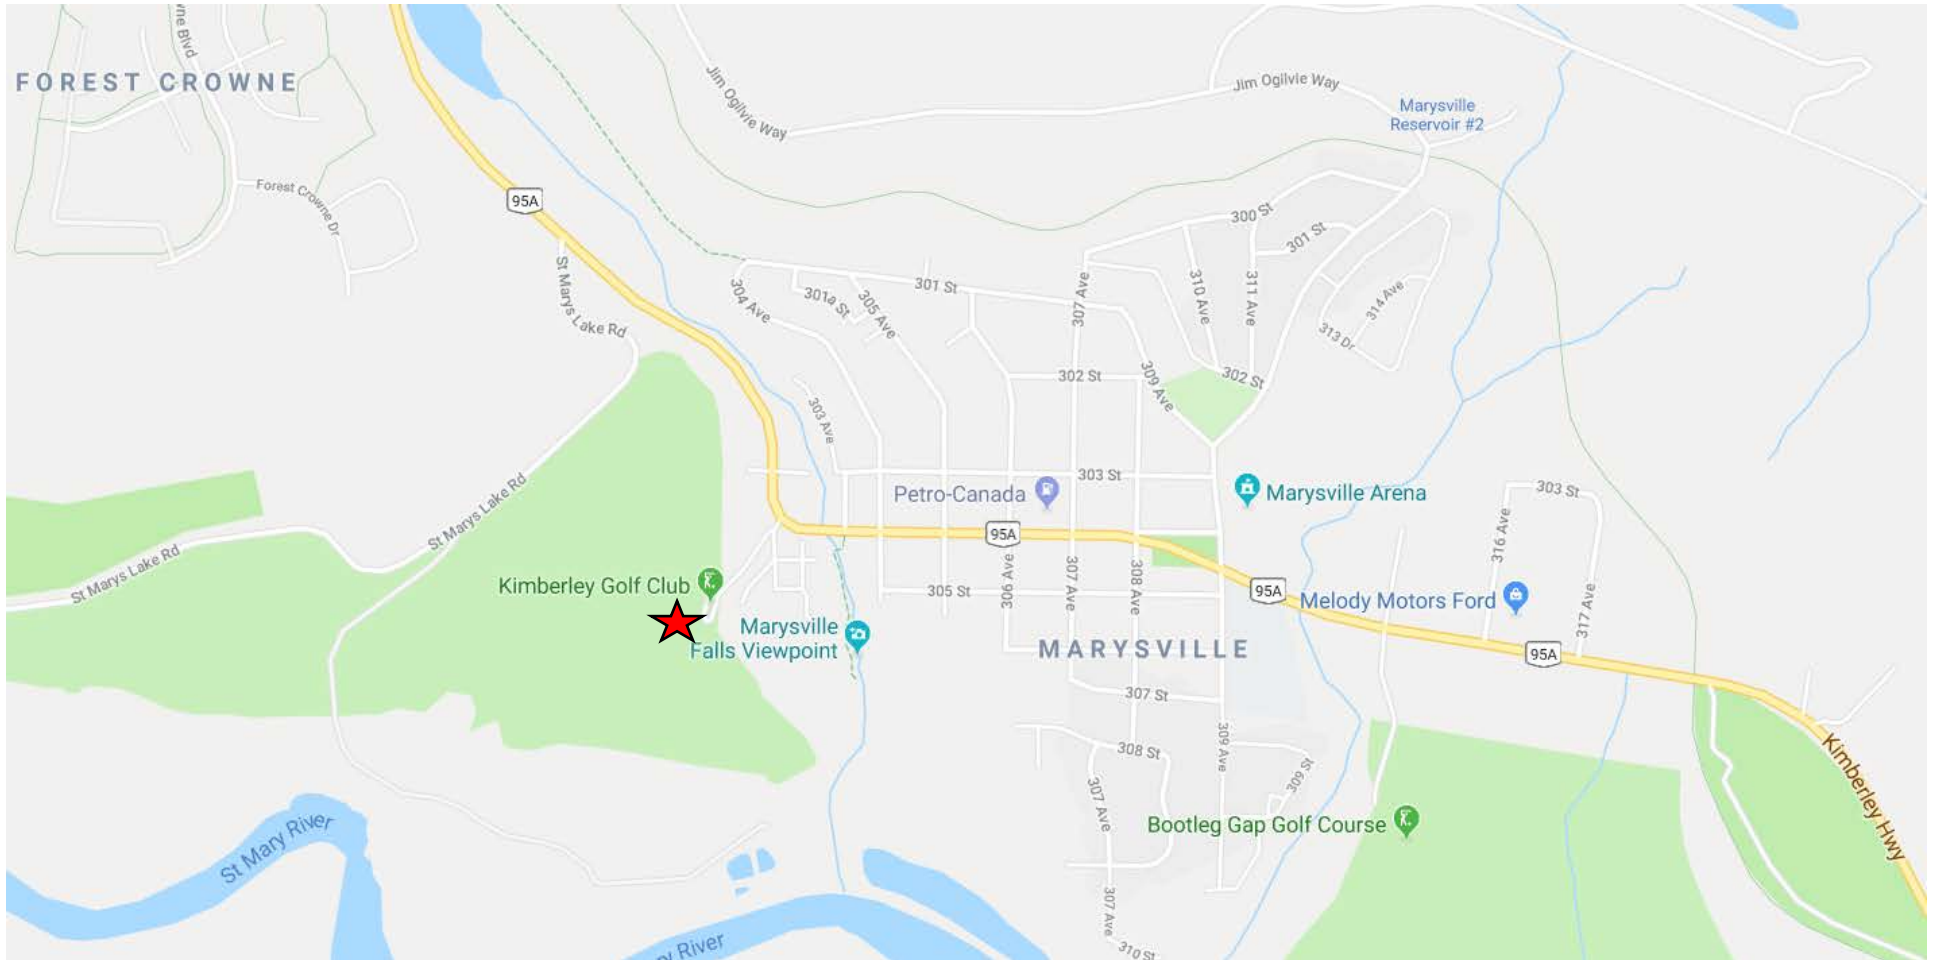 ne Blvd
FOREST CROWNE
Jim Ogilvie Way
Jim Ogilvie Way
Marysville
Reservoir #2
Forest Crowne Dr
95A
300 St
301 St
St Marys Lake Rd
304 Ave
301a St
305 Ave
301 St
307 Ave
310 Ave
311 Ave
314 Ave
313 Dr
302 St
309 Ave
302 St
303 Ave
303 St
Petro-Canada
Marysville Arena
303 St
St Marys Lake Rd
95A
316 Ave
St Marys Lake Rd
Kimberley Golf Club
305 St
306 Ave
307 Ave
308 Ave
95A
Melody Motors Ford
317 Ave
Marysville
Falls Viewpoint
MARYSVILLE
95A
307 St
308 St
309 Ave
309 St
307 Ave
Kimberley Hwy
Bootleg Gap Golf Course
St Mary River
307 Ave
ry River
310 St